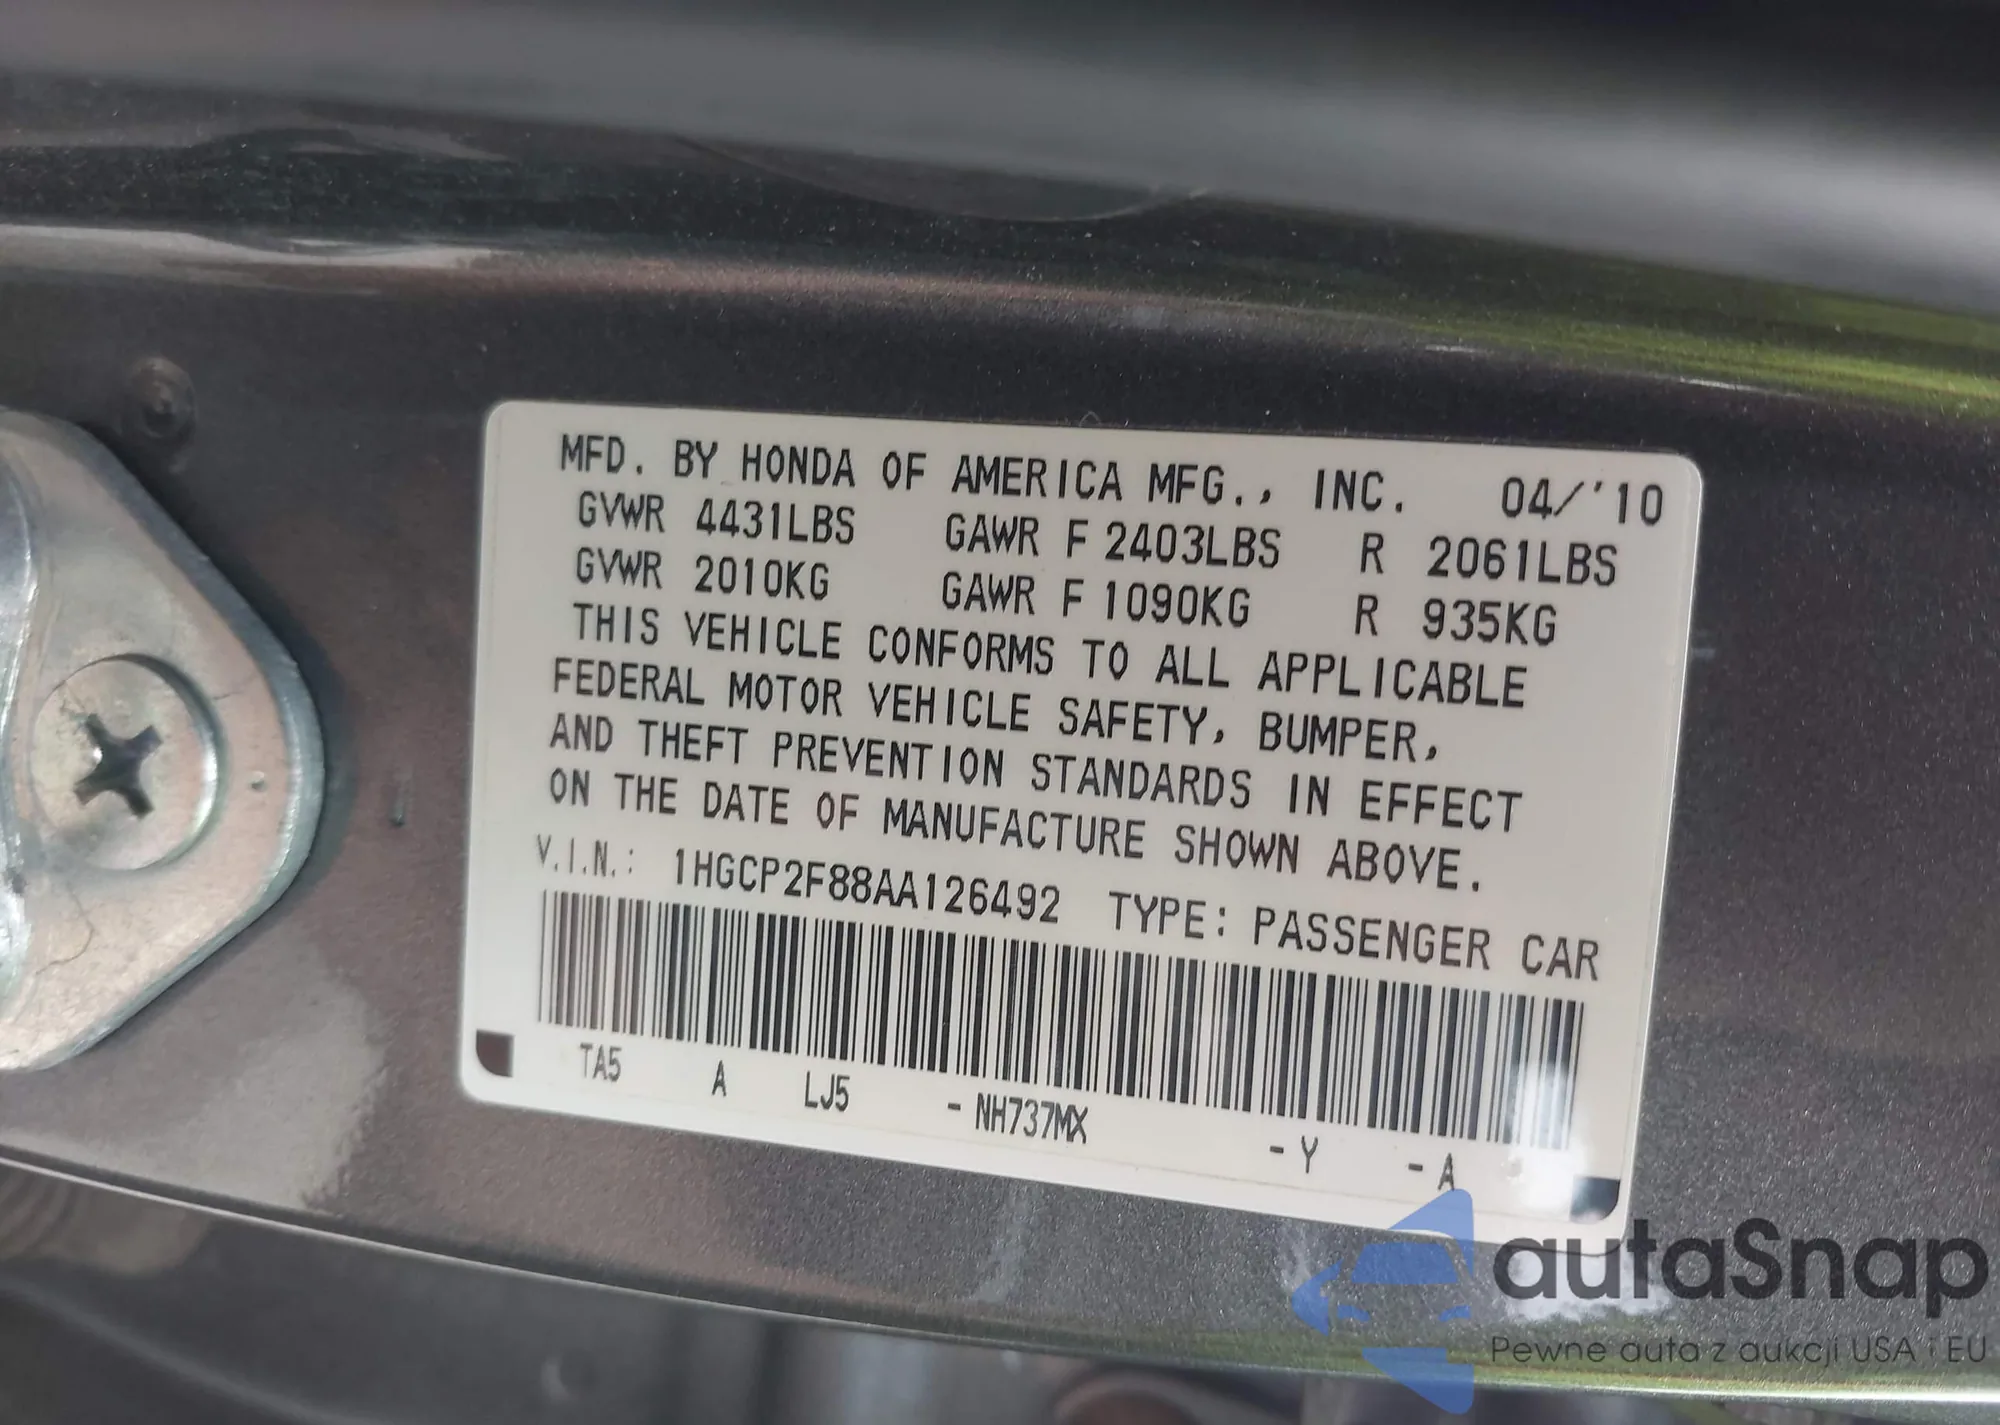 MFD. BY HONDA OF AMERICA MFG., INC. 04/'10
GVWR 4431LBS GAWR F 2403LBS R 2061LBS
GVWR 2010KG GAWR F 1090KG R 935KG
THIS VEHICLE CONFORMS TO ALL APPLICABLE
FEDERAL MOTOR VEHICLE SAFETY, BUMPER,
AND THEFT PREVENTION STANDARDS IN EFFECT
ON THE DATE OF MANUFACTURE SHOWN ABOVE.
V.I.N.: 1HGCP2F88AA126492 TYPE: PASSENGER CAR
TA5 A LJ5 - NH737MX - Y - A
autaSnap
Pewne auta z aukcji USA i EU